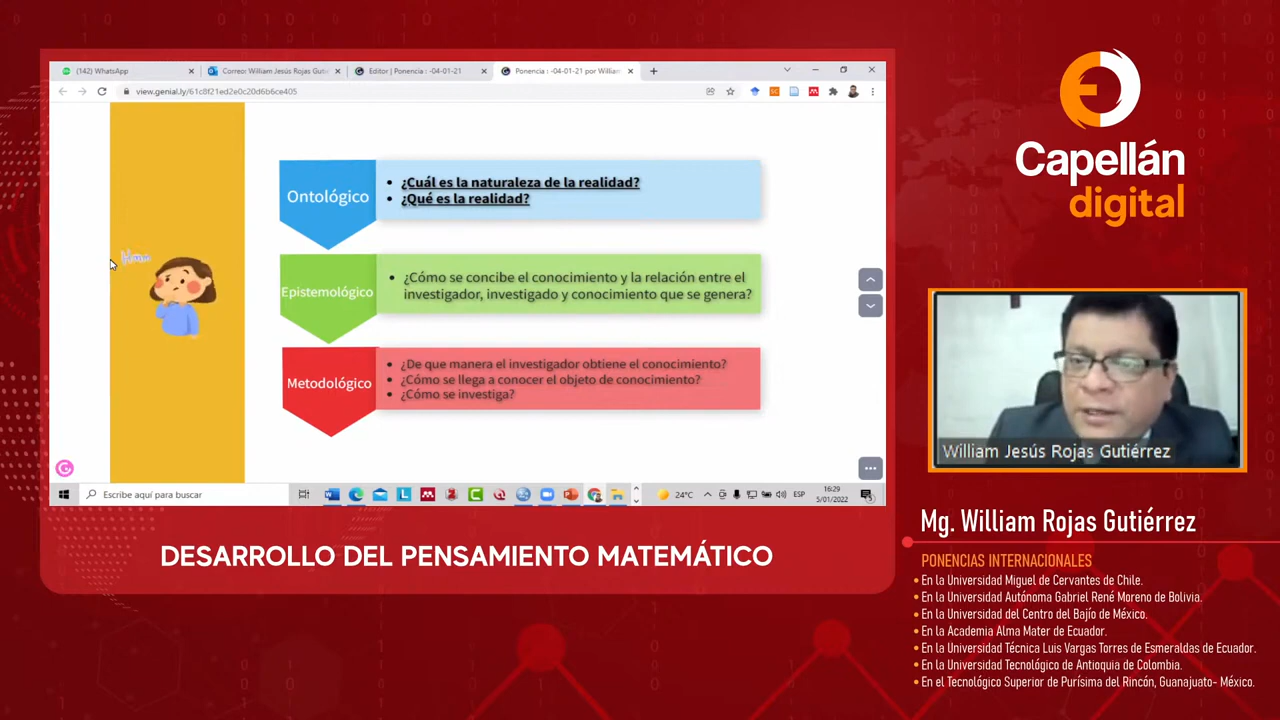 (142) WhatsApp
Correo: William Jesús Rojas Guti
Editor | Ponencia : -04-01-21
Ponencia : -04-01-21 por William
view.genial.ly/61c8f21ed2e0c20d6b6ce405
Ontológico
• ¿Cuál es la naturaleza de la realidad?
• ¿Qué es la realidad?
Epistemológico
• ¿Cómo se concibe el conocimiento y la relación entre el
investigador, investigado y conocimiento que se genera?
Metodológico
• ¿De que manera el investigador obtiene el conocimiento?
• ¿Cómo se llega a conocer el objeto de conocimiento?
• ¿Cómo se investiga?
Escribe aquí para buscar
24°C
ESP
16:29
5/01/2022
DESARROLLO DEL PENSAMIENTO MATEMÁTICO
Capellán
digital
William Jesús Rojas Gutiérrez
Mg. William Rojas Gutiérrez
PONENCIAS INTERNACIONALES
• En la Universidad Miguel de Cervantes de Chile.
• En la Universidad Autónoma Gabriel René Moreno de Bolivia.
• En la Universidad del Centro del Bajío de México.
• En la Academia Alma Mater de Ecuador.
• En la Universidad Técnica Luis Vargas Torres de Esmeraldas de Ecuador.
• En la Universidad Tecnológico de Antioquia de Colombia.
• En el Tecnológico Superior de Purísima del Rincón, Guanajuato- México.